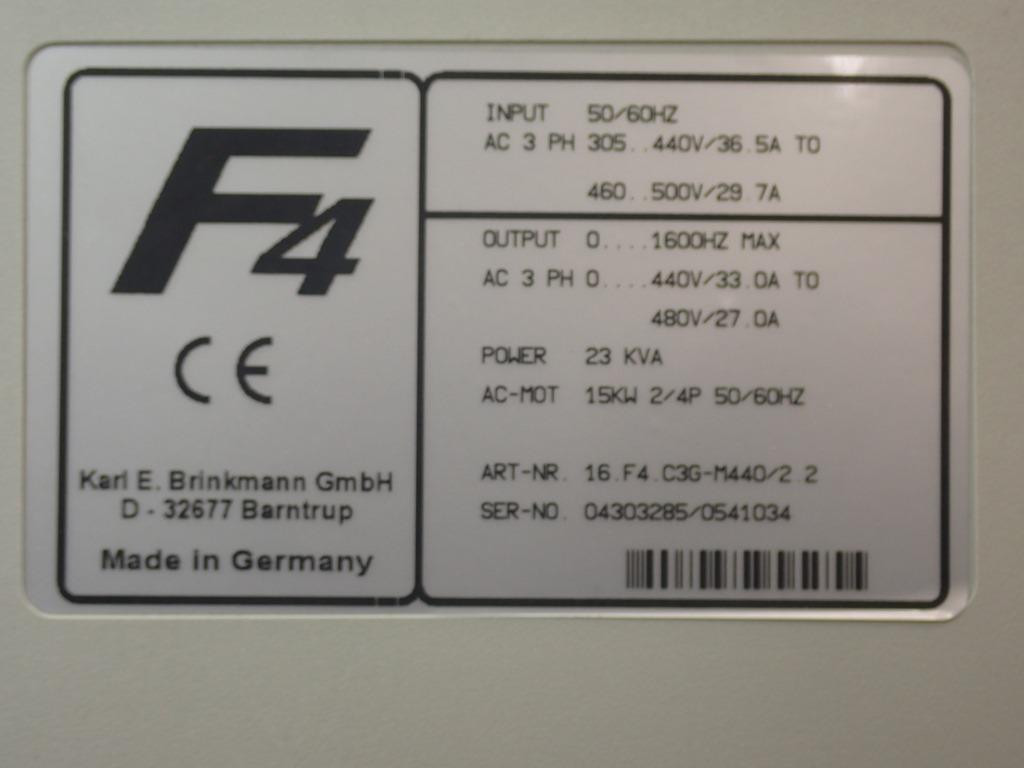 F4
CE
Karl E. Brinkmann GmbH
D - 32677 Barntrup
Made in Germany
INPUT 50/60HZ
AC 3 PH 305..440V/36.5A TO
460..500V/29.7A
OUTPUT 0....1600HZ MAX
AC 3 PH 0....440V/33.0A TO
480V/27.0A
POWER 23 KVA
AC-MOT 15KW 2/4P 50/60HZ
ART-NR. 16.F4.C3G-M440/2.2
SER-NO. 04303285/0541034